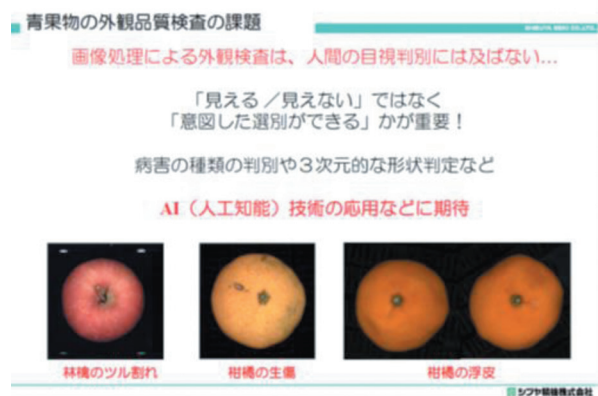 青果物の外観品質検査の課題
画像処理による外観検査は、人間の目視判別には及ばない…
「見える／見えない」ではなく
「意図した選別ができる」かが重要！
病害の種類の判別や３次元的な形状判定など
AI（人工知能）技術の応用などに期待
林檎のツル割れ
柑橘の生傷
柑橘の浮皮
シブヤ精機株式会社